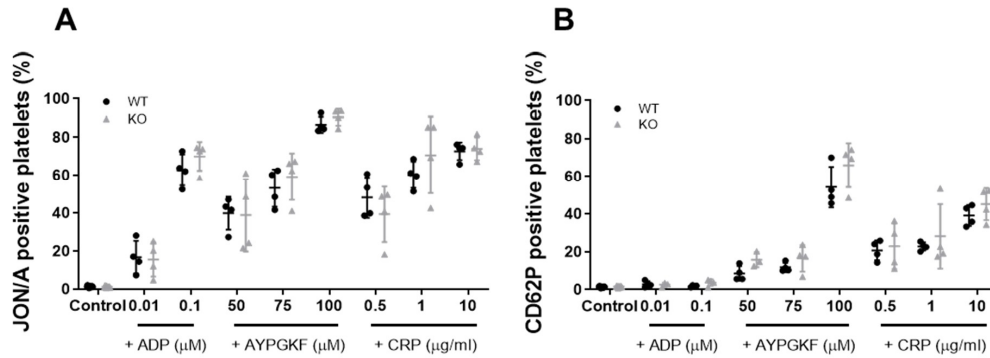 A
JON/A positive platelets (%)
100
80
60
40
20
0
WT
KO
Control 0.01 0.1 50 75 100 0.5 1 10
+ ADP (μM) + AYPGKF (μM) + CRP (μg/ml)
B
CD62P positive platelets (%)
100
80
60
40
20
0
WT
KO
Control 0.01 0.1 50 75 100 0.5 1 10
+ ADP (μM) + AYPGKF (μM) + CRP (μg/ml)